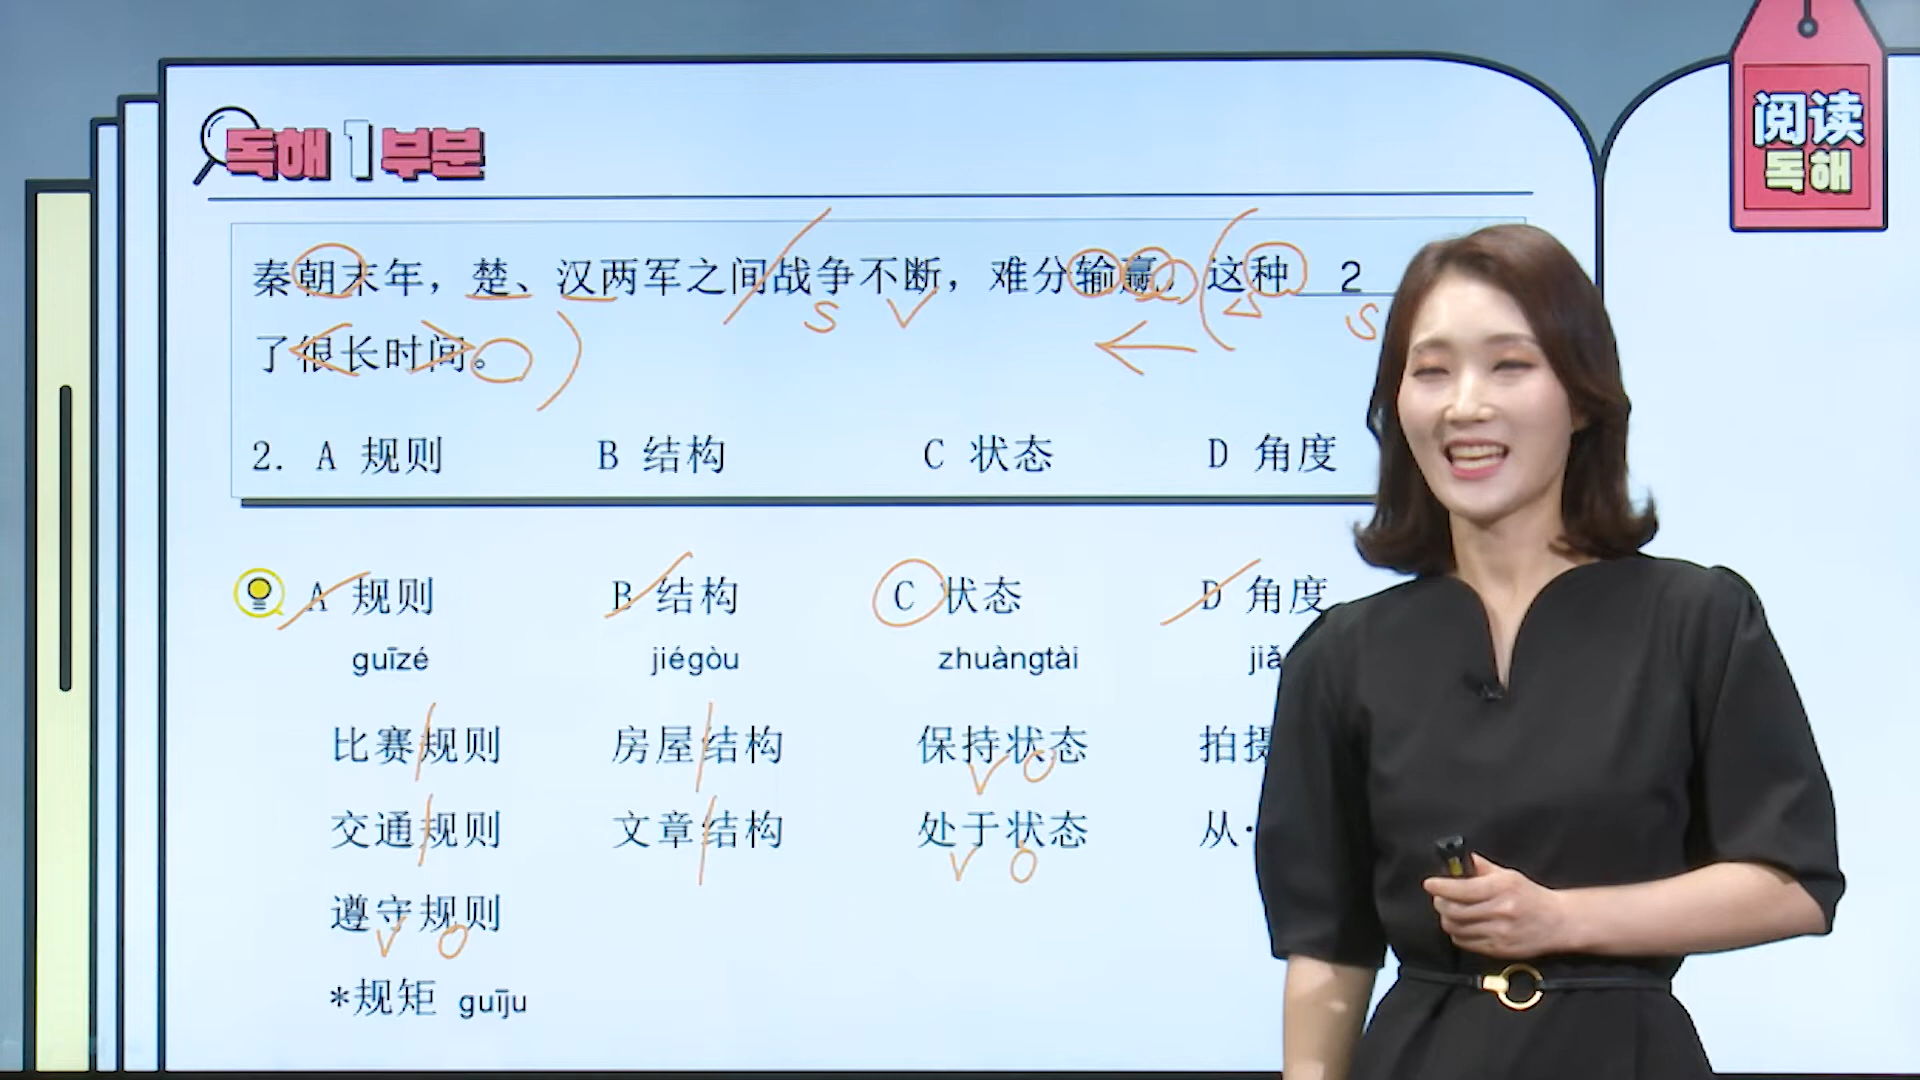 阅读
독해
독해 1 부분
秦朝末年，楚、汉两军之间战争不断，难分输赢，这种 2
了很长时间。
2. A 规则 B 结构 C 状态 D 角度
A 规则 B 结构 C 状态 D 角度
guīzé jiégòu zhuàngtài
比赛规则 房屋结构 保持状态 拍摄
交通规则 文章结构 处于状态 从·
遵守规则
*规矩 guīju